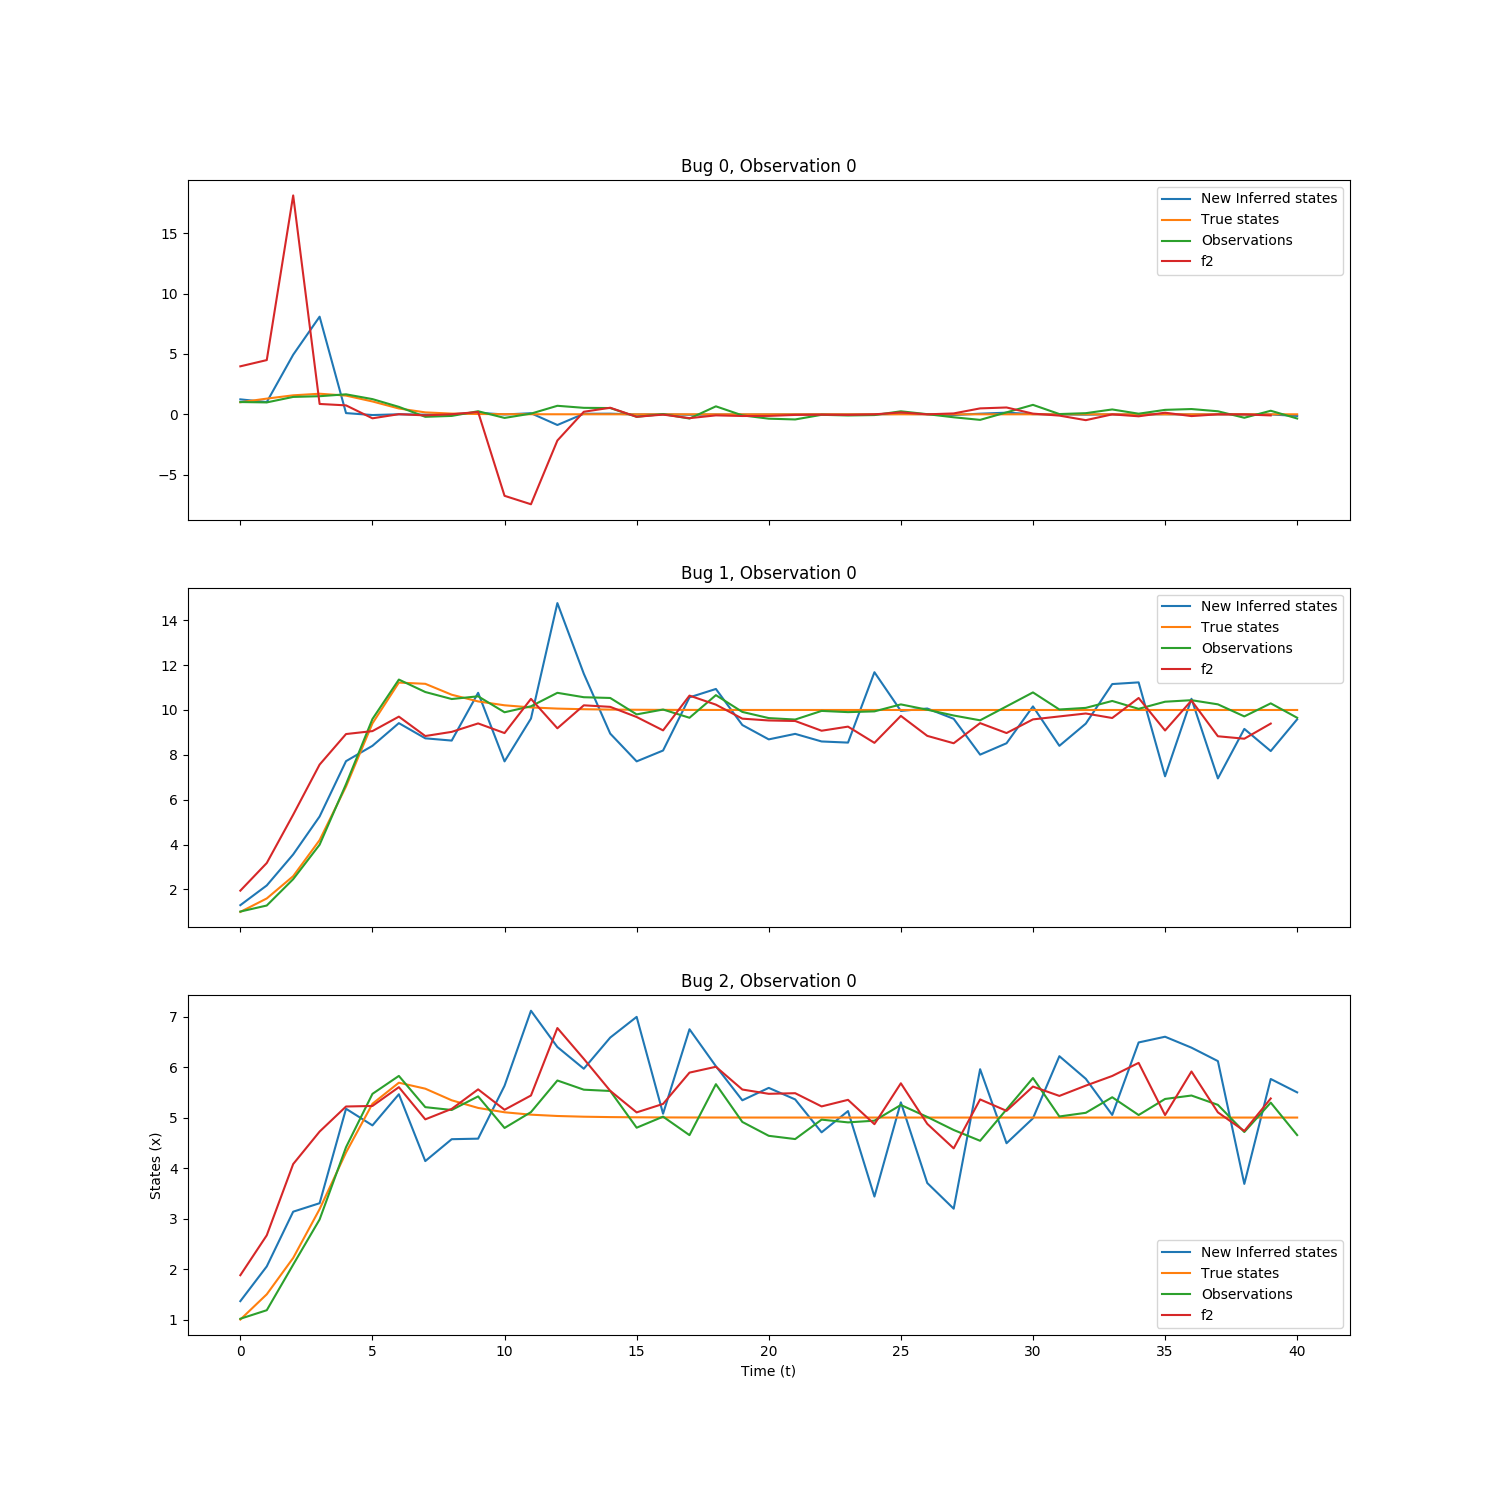 Bug 0, Observation 0
New Inferred states
True states
Observations
f2
15
10
5
0
−5
Bug 1, Observation 0
New Inferred states
True states
Observations
f2
14
12
10
8
6
4
2
Bug 2, Observation 0
7
6
5
4
3
2
1
States (x)
New Inferred states
True states
Observations
f2
0 5 10 15 20 25 30 35 40
Time (t)